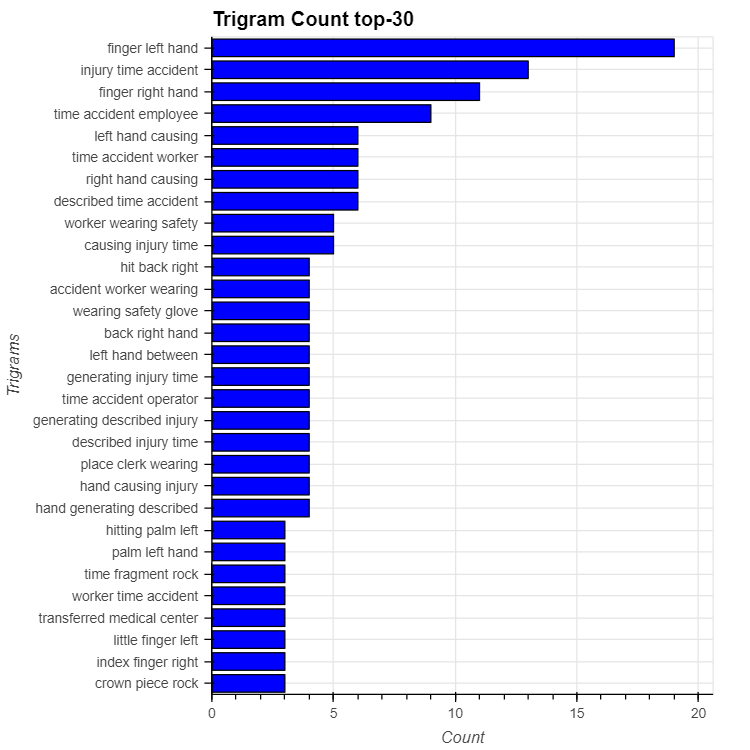 Trigram Count top-30
finger left hand
injury time accident
finger right hand
time accident employee
left hand causing
time accident worker
right hand causing
described time accident
worker wearing safety
causing injury time
hit back right
accident worker wearing
wearing safety glove
back right hand
left hand between
generating injury time
time accident operator
generating described injury
described injury time
place clerk wearing
hand causing injury
hand generating described
hitting palm left
palm left hand
time fragment rock
worker time accident
transferred medical center
little finger left
index finger right
crown piece rock
Trigrams
0 5 10 15 20
Count